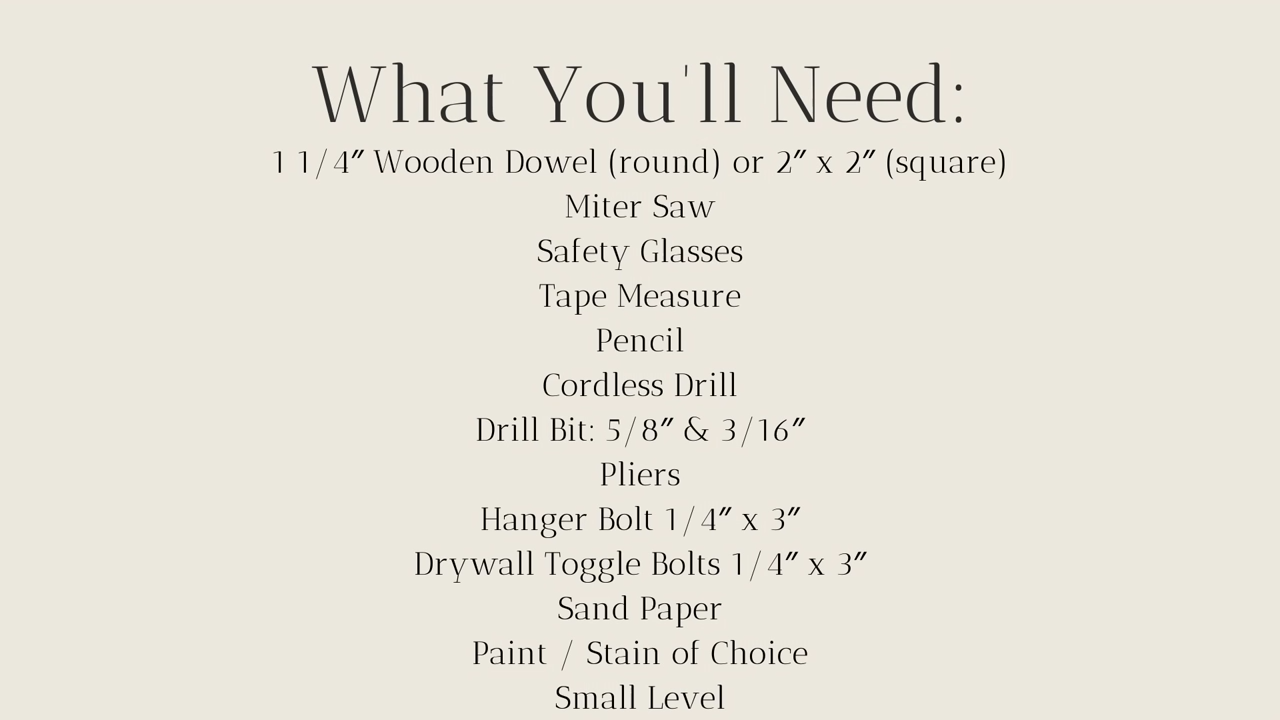 What You'll Need:
1 1/4″ Wooden Dowel (round) or 2″ x 2″ (square)
Miter Saw
Safety Glasses
Tape Measure
Pencil
Cordless Drill
Drill Bit: 5/8″ & 3/16″
Pliers
Hanger Bolt 1/4″ x 3″
Drywall Toggle Bolts 1/4″ x 3″
Sand Paper
Paint / Stain of Choice
Small Level